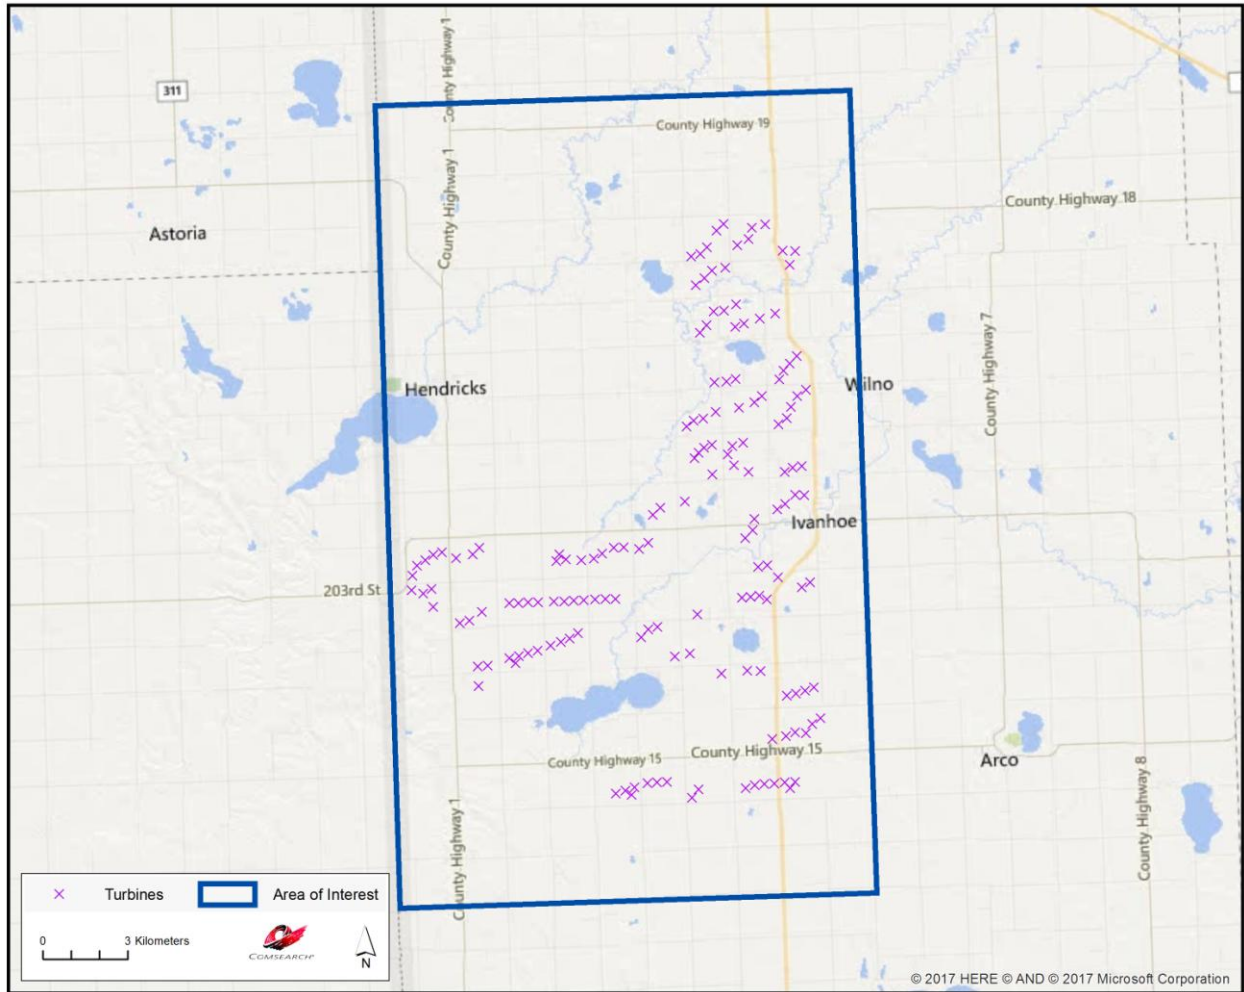 County Highway 1
311
County Highway 19
County Highway 1
County Highway 18
Astoria
County Highway 7
Hendricks
Wilno
Ivanhoe
203rd St
County Highway 15
County Highway 15
Arco
County Highway 8
County Highway 1
Turbines
Area of Interest
0
3 Kilometers
COMSEARCH
N
© 2017 HERE © AND © 2017 Microsoft Corporation